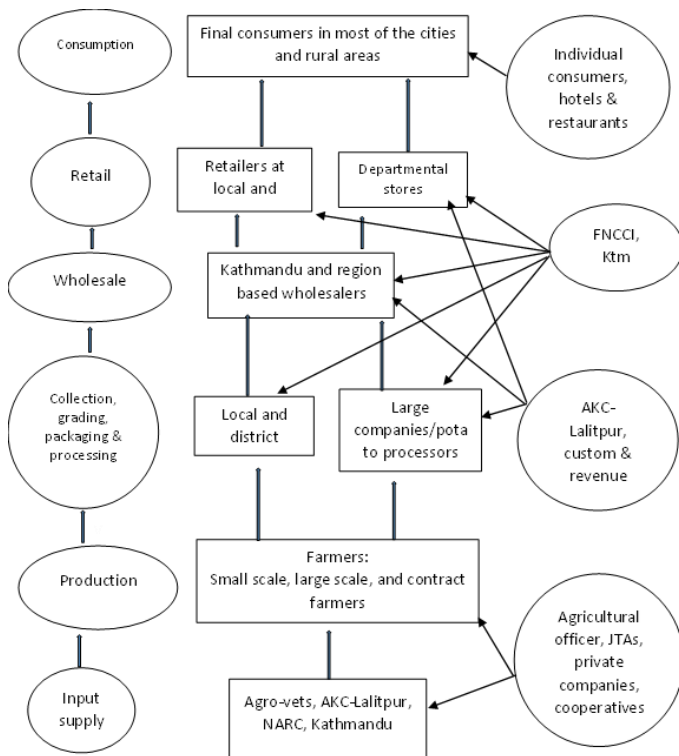 Consumption
Final consumers in most of the cities
and rural areas
Individual
consumers,
hotels &
restaurants
Retail
Retailers at
local and
Departmental
stores
FNCCI,
Ktm
Wholesale
Kathmandu and region
based wholesalers
Collection,
grading,
packaging &
processing
Local and
district
Large
companies/pota
to processors
AKC-
Lalitpur,
custom &
revenue
Production
Farmers:
Small scale, large scale, and contract
farmers
Agricultural
officer, JTAs,
private
companies,
cooperatives
Input
supply
Agro-vets, AKC-Lalitpur,
NARC, Kathmandu